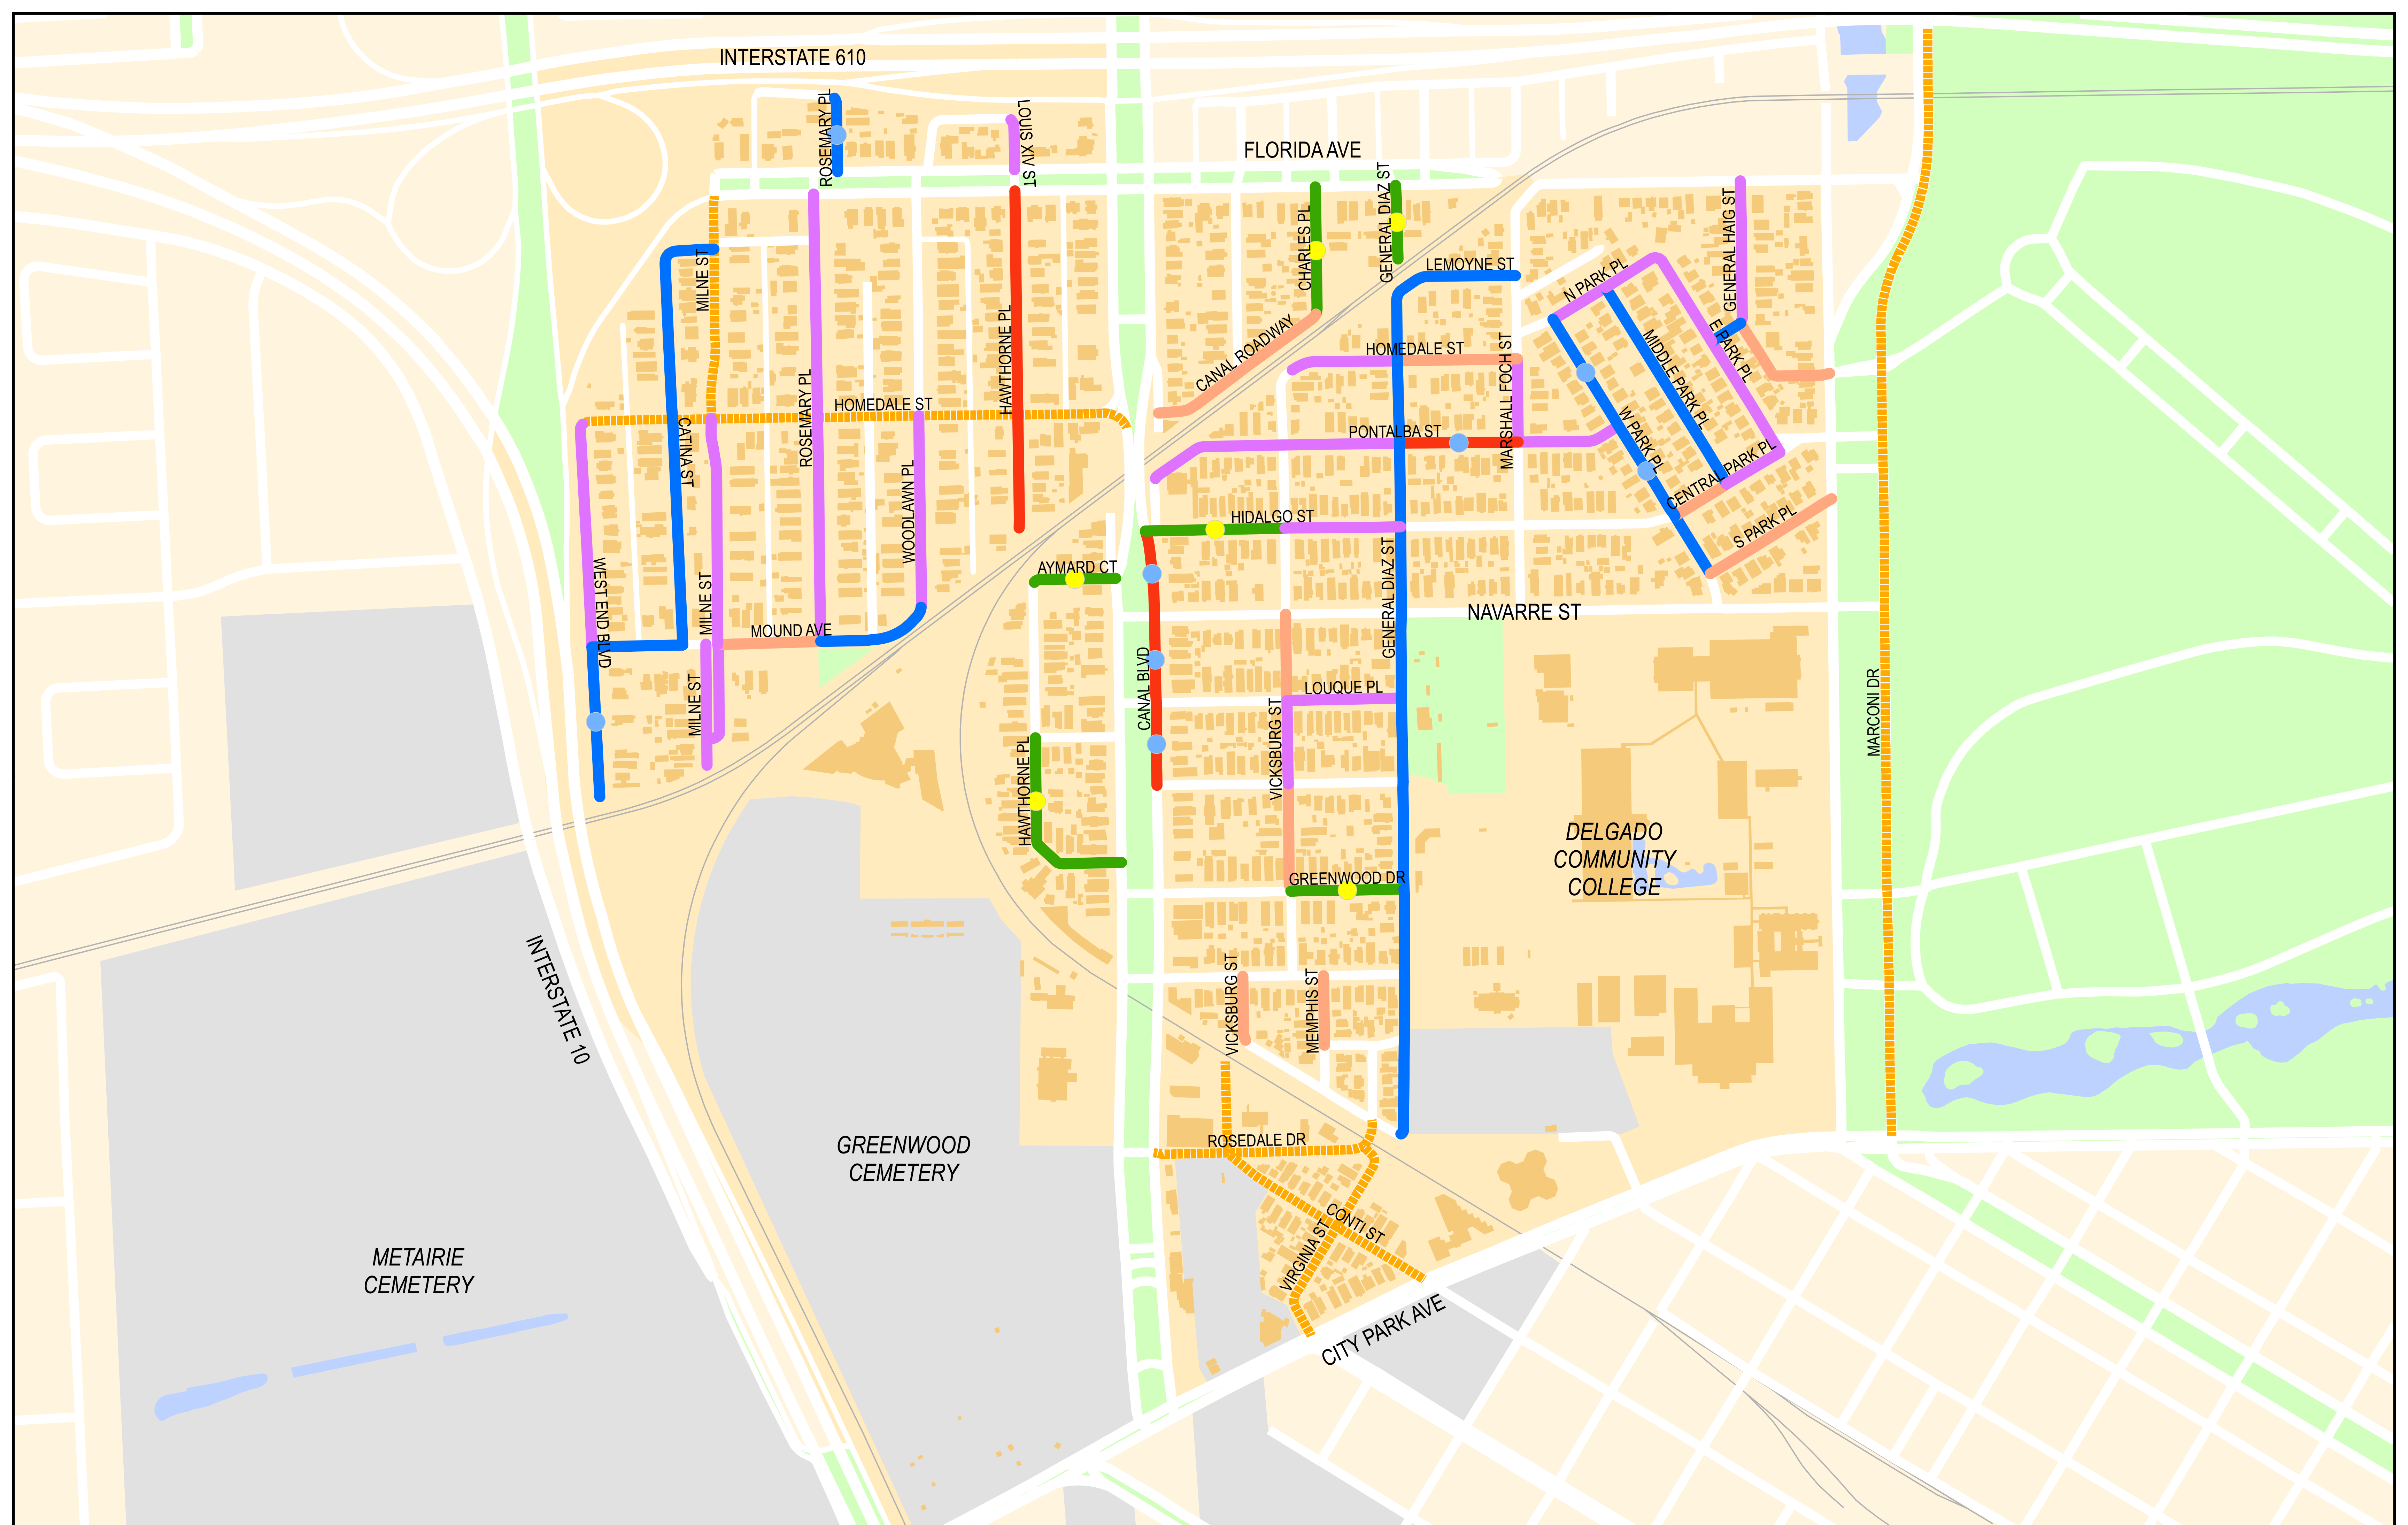 INTERSTATE 610
ROSEMARY PL
LOUIS XIV ST
FLORIDA AVE
CHARLES PL
GENERAL DIAZ ST
GENERAL HAIG ST
LEMOYNE ST
N PARK PL
MILNE ST
HAWTHORNE PL
CANAL ROADWAY
HOMEDALE ST
MARSHALL FOCH ST
MIDDLE PARK PL
E PARK PL
ROSEMARY PL
HOMEDALE ST
CATINA ST
PONTALBA ST
W PARK PL
CENTRAL PARK PL
WOODLAWN PL
HIDALGO ST
S PARK PL
WEST END BLVD
MILNE ST
AYMARD CT
GENERAL DIAZ ST
NAVARRE ST
MOUND AVE
MILNE ST
CANAL BLVD
LOUQUE PL
VICKSBURG ST
MARCONI DR
HAWTHORNE PL
DELGADO
COMMUNITY
COLLEGE
GREENWOOD DR
INTERSTATE 10
VICKSBURG ST
MEMPHIS ST
GREENWOOD
CEMETERY
ROSEDALE DR
CONTI ST
VIRGINIA ST
METAIRIE
CEMETERY
CITY PARK AVE